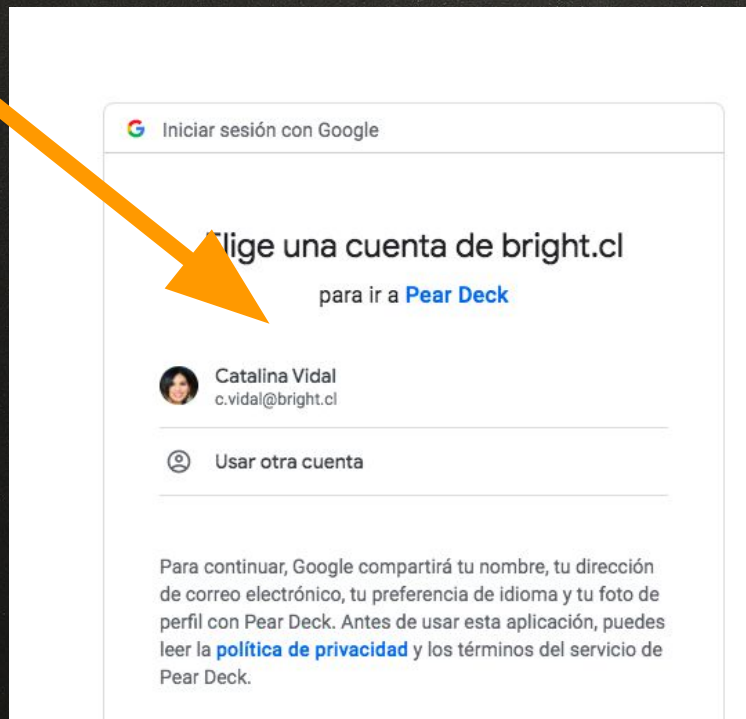 Iniciar sesión con Google
Elige una cuenta de bright.cl
para ir a Pear Deck
Catalina Vidal
c.vidal@bright.cl
Usar otra cuenta
Para continuar, Google compartirá tu nombre, tu dirección
de correo electrónico, tu preferencia de idioma y tu foto de
perfil con Pear Deck. Antes de usar esta aplicación, puedes
leer la política de privacidad y los términos del servicio de
Pear Deck.